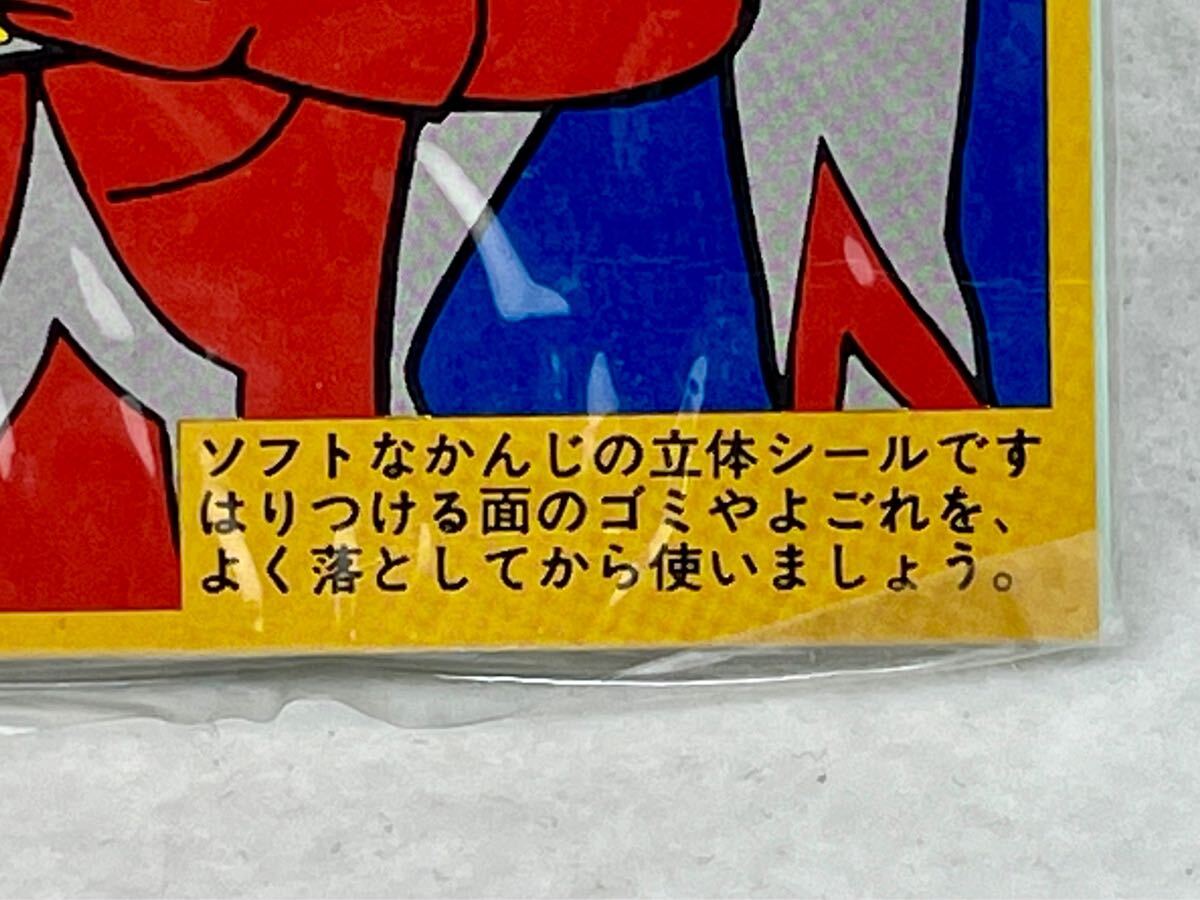 ソフトなかんじの立体シールです
はりつける面のゴミやよごれを、
よく落としてから使いましょう。